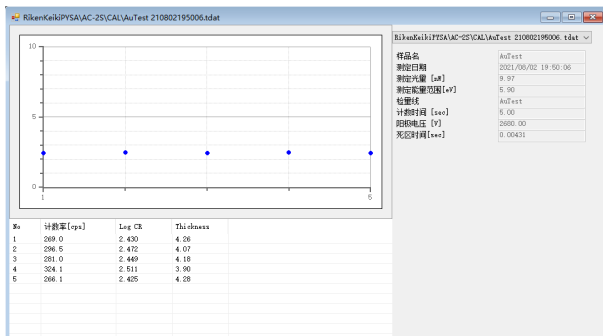 RikenKeikiPYSA\AC-2S\CAL\AuTest 210802195006.tdat
RikenKeikiPYSA\AC-2S\CAL\AuTest 210802195006.tdat
样品名 AuTest
测定日期 2021/08/02 19:50:06
测定光量 [nW] 9.97
测定能量范围[eV] 5.90
检量线 AuTest
计数时间 [sec] 5.00
阳极电压 [V] 2680.00
死区时间[sec] 0.00431
10
5
0
1 5
No 计数率[cps] Log CR Thickness
1 269.0 2.430 4.26
2 296.5 2.472 4.07
3 281.0 2.449 4.18
4 324.1 2.511 3.90
5 266.1 2.425 4.28